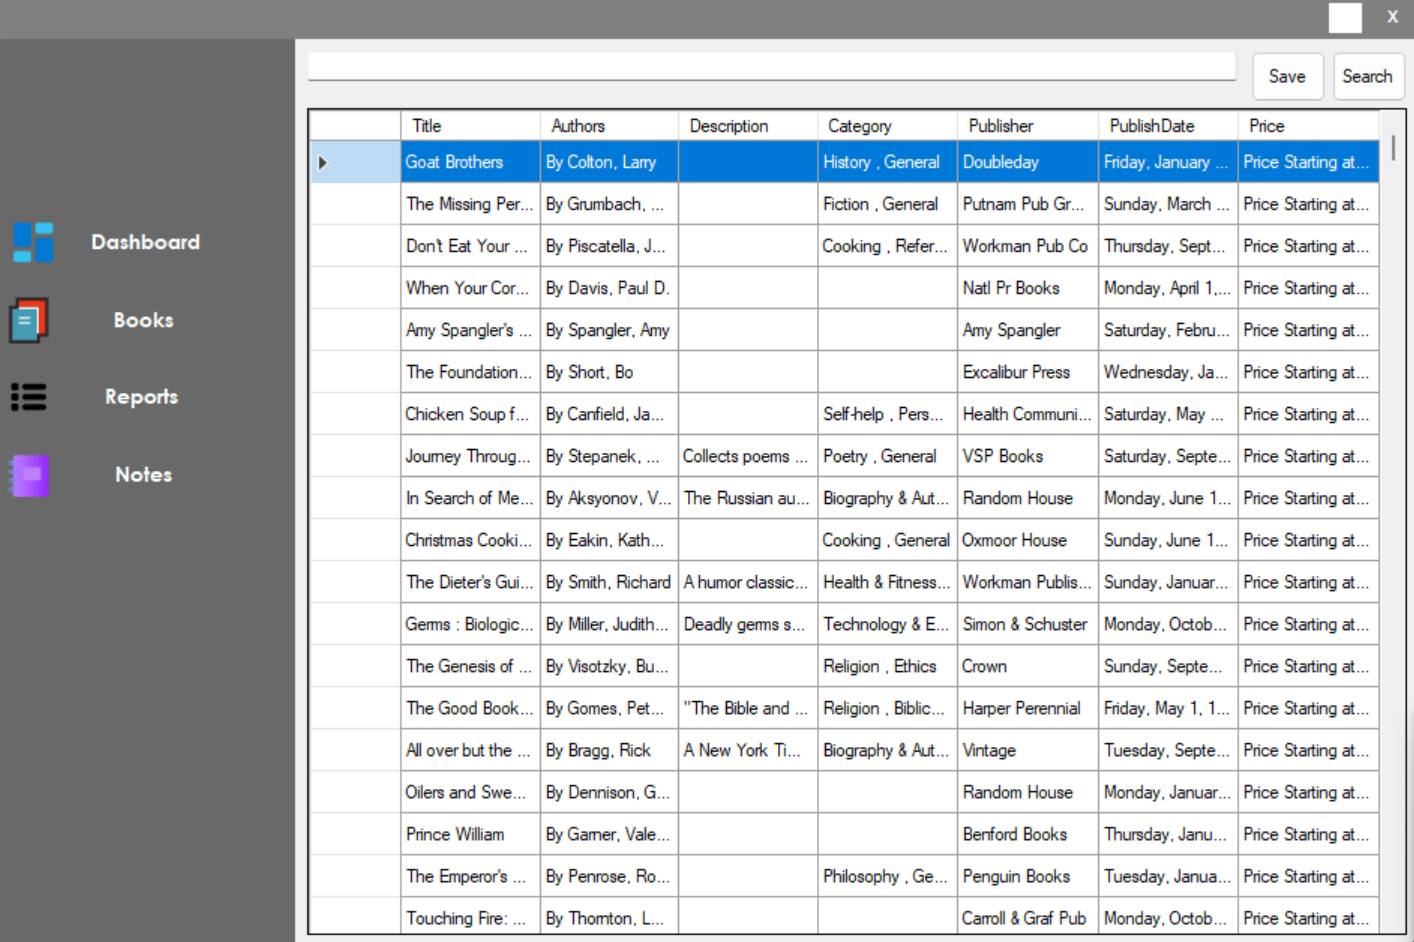 X
Save Search
Title Authors Description Category Publisher PublishDate Price
Goat Brothers By Colton, Larry History , General Doubleday Friday, January ... Price Starting at...
The Missing Per... By Grumbach, ... Fiction , General Putnam Pub Gr... Sunday, March ... Price Starting at...
Don't Eat Your ... By Piscatella, J... Cooking , Refer... Workman Pub Co Thursday, Sept... Price Starting at...
When Your Cor... By Davis, Paul D. Natl Pr Books Monday, April 1,... Price Starting at...
Amy Spangler's ... By Spangler, Amy Amy Spangler Saturday, Febru... Price Starting at...
The Foundation... By Short, Bo Excalibur Press Wednesday, Ja... Price Starting at...
Chicken Soup f... By Canfield, Ja... Self-help , Pers... Health Communi... Saturday, May ... Price Starting at...
Journey Throug... By Stepanek, ... Collects poems ... Poetry , General VSP Books Saturday, Septe... Price Starting at...
In Search of Me... By Aksyonov, V... The Russian au... Biography & Aut... Random House Monday, June 1... Price Starting at...
Christmas Cooki... By Eakin, Kath... Cooking , General Oxmoor House Sunday, June 1... Price Starting at...
The Dieter's Gui... By Smith, Richard A humor classic... Health & Fitness... Workman Publis... Sunday, Januar... Price Starting at...
Germs : Biologic... By Miller, Judith... Deadly germs s... Technology & E... Simon & Schuster Monday, Octob... Price Starting at...
The Genesis of ... By Visotzky, Bu... Religion , Ethics Crown Sunday, Septe... Price Starting at...
The Good Book... By Gomes, Pet... "The Bible and ... Religion , Biblic... Harper Perennial Friday, May 1, 1... Price Starting at...
All over but the ... By Bragg, Rick A New York Ti... Biography & Aut... Vintage Tuesday, Septe... Price Starting at...
Oilers and Swe... By Dennison, G... Random House Monday, Januar... Price Starting at...
Prince William By Garner, Vale... Benford Books Thursday, Janu... Price Starting at...
The Emperor's ... By Penrose, Ro... Philosophy , Ge... Penguin Books Tuesday, Janua... Price Starting at...
Touching Fire: ... By Thornton, L... Carroll & Graf Pub Monday, Octob... Price Starting at...
Dashboard
Books
Reports
Notes